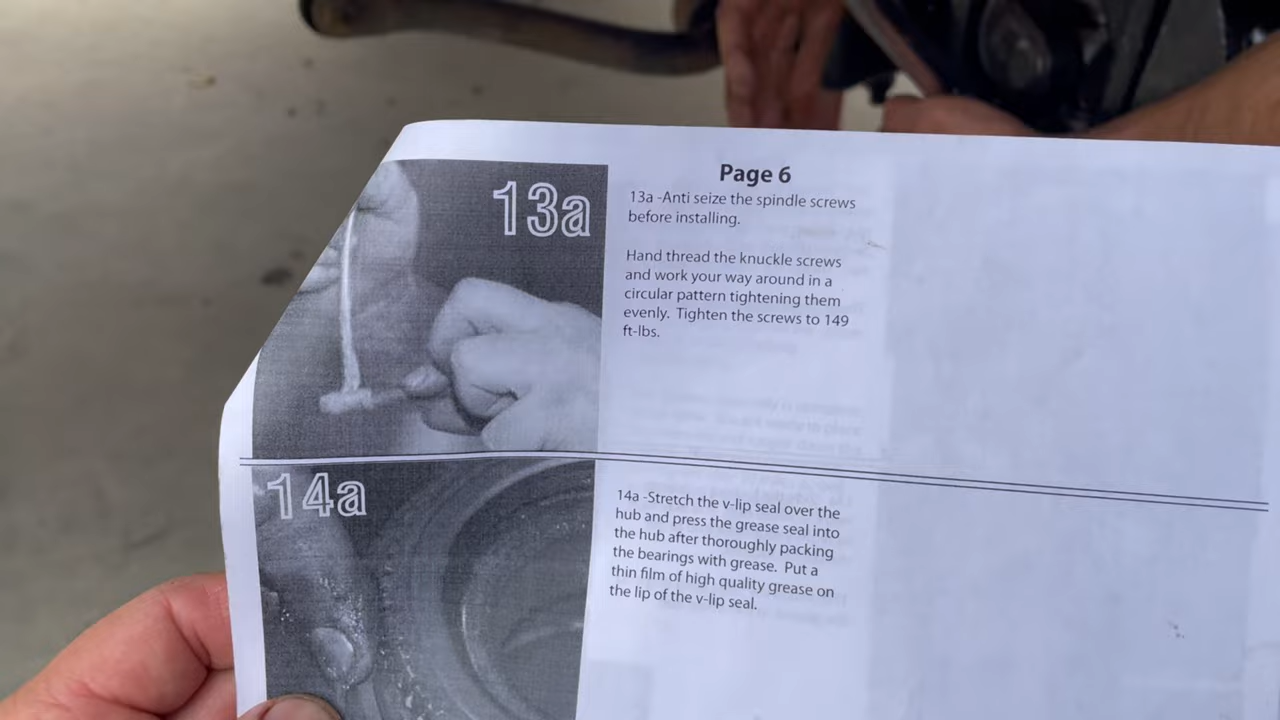 Page 6
13a
13a -Anti seize the spindle screws
before installing.
Hand thread the knuckle screws
and work your way around in a
circular pattern tightening them
evenly. Tighten the screws to 149
ft-lbs.
14a
14a -Stretch the v-lip seal over the
hub and press the grease seal into
the hub after thoroughly packing
the bearings with grease. Put a
thin film of high quality grease on
the lip of the v-lip seal.